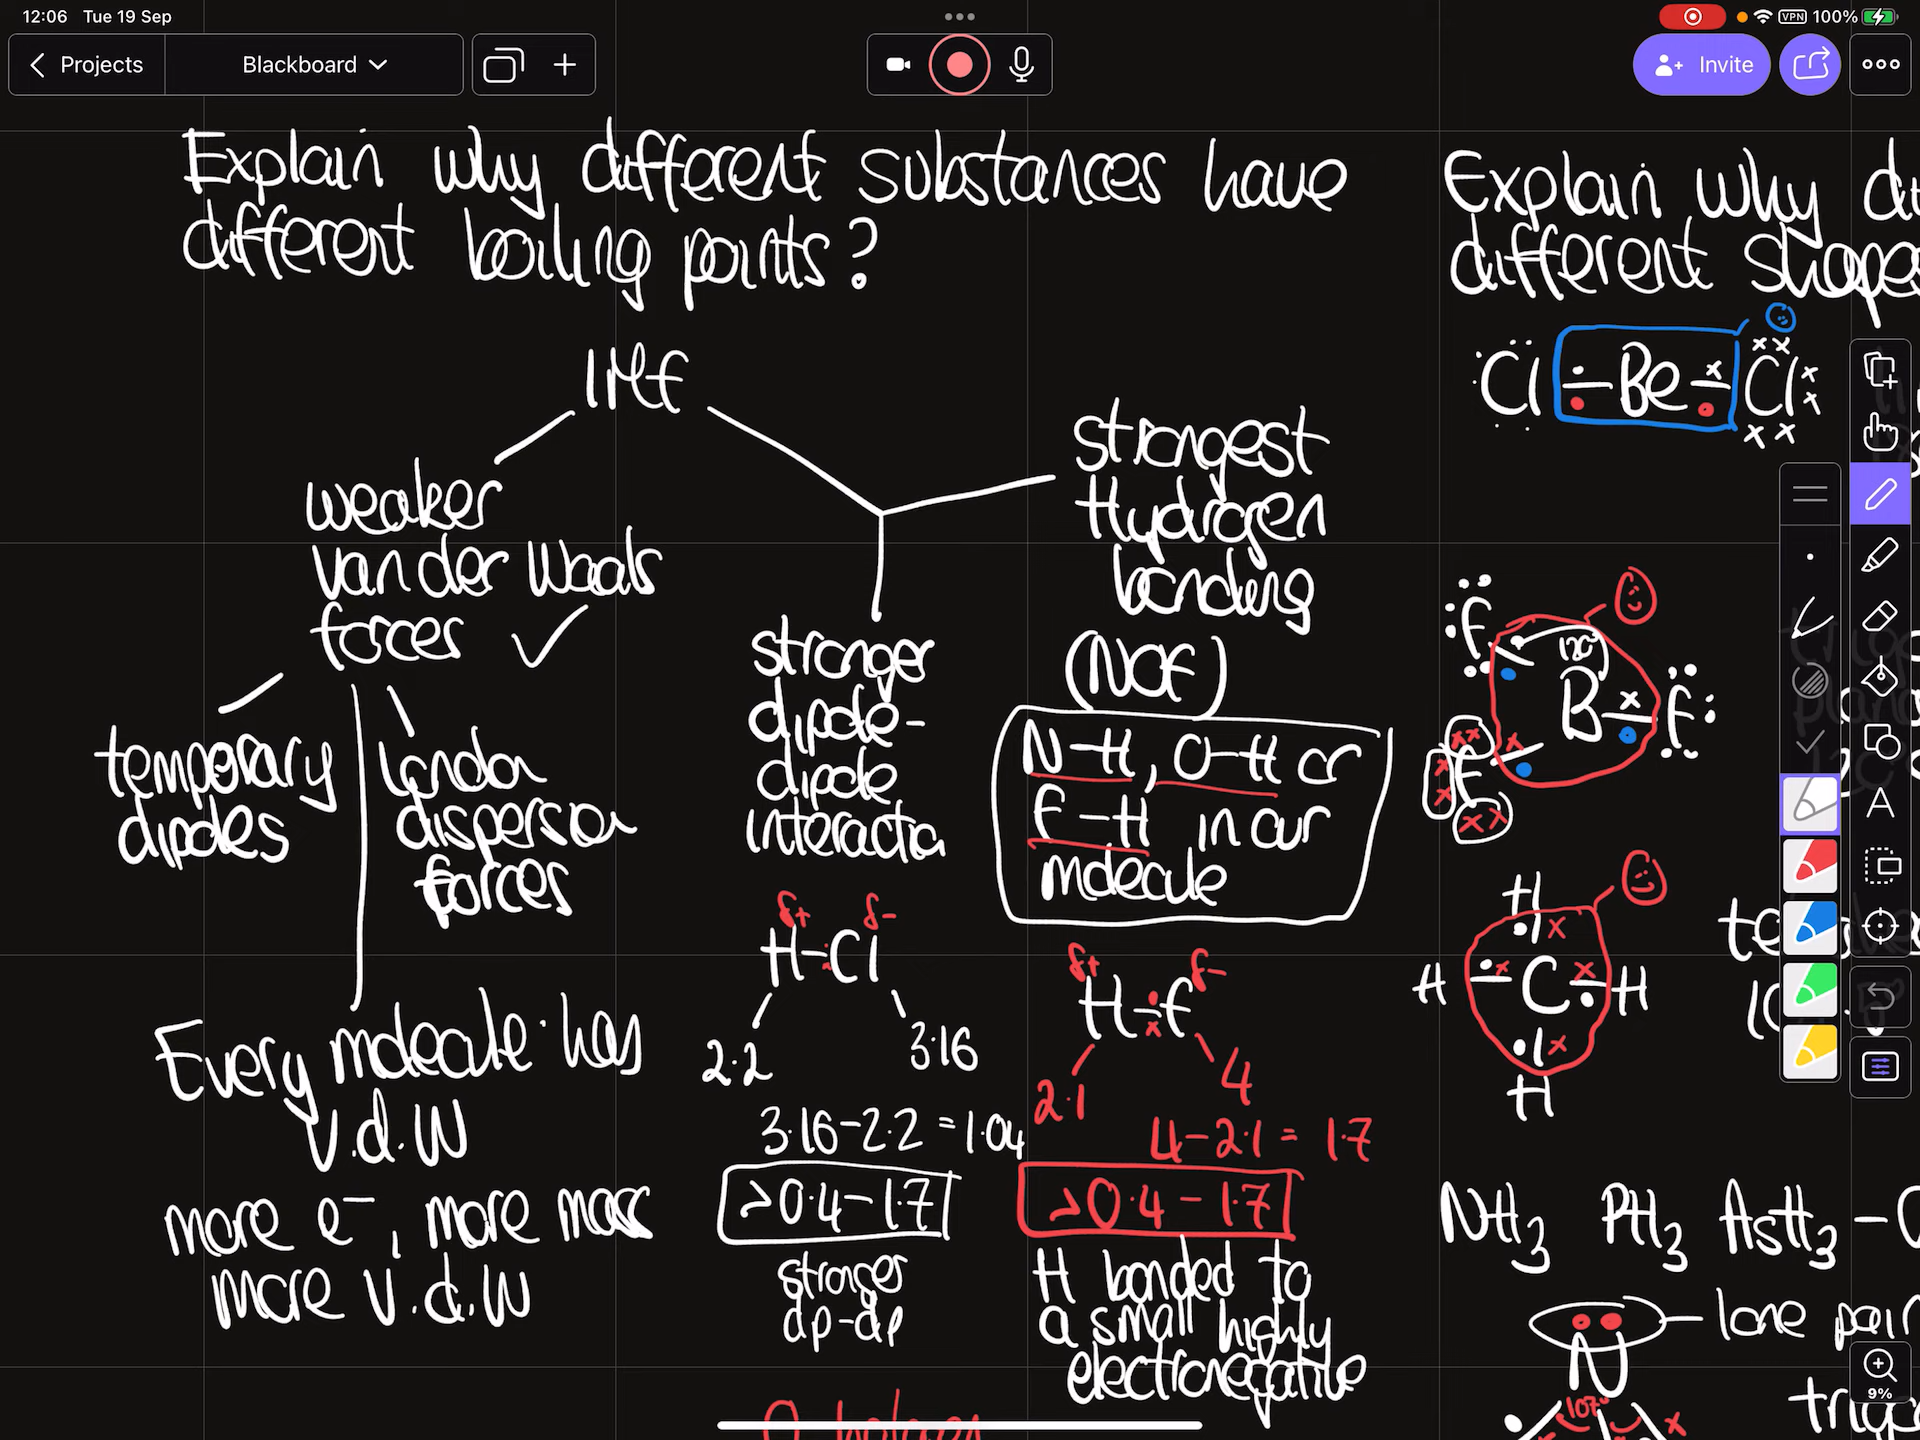 12:06 Tue 19 Sep
VPN 100%
Projects
Blackboard
Invite
Explain why different substances have
different boiling points?
IMF
weaker
van der Waals
forces ✓
temporary
dipoles
London
dispersion
forces
Every molecule has
V.d.W
more e⁻, more mass
more V.d.W
stronger
dipole-
dipole
interaction
δ+ δ-
H-Cl
2.2 3.16
3.16-2.2 = 1.04
>0.4-1.7
stronger
dp-dp
strongest
Hydrogen
bonding
(NOF)
N-H, O-H or
F-H in our
molecule
δ+ δ-
H-F
2.1 4
4-2.1 = 1.7
>0.4-1.7
H bonded to
a small highly
electronegative
Explain why
different shapes
Cl Be Cl
F
120°
B F
F
H
H C H
H
NH₃ PH₃ AsH₃ -
lone pair
N
107°
A
9%